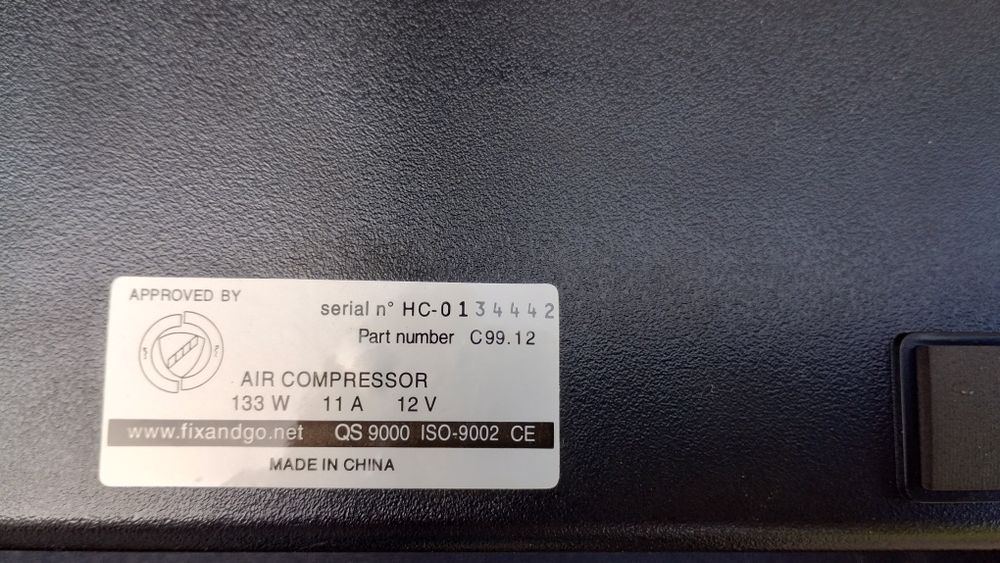 APPROVED BY
serial n° HC-0134442
Part number C99.12
AIR COMPRESSOR
133 W 11 A 12 V
www.fixandgo.net QS 9000 ISO-9002 CE
MADE IN CHINA